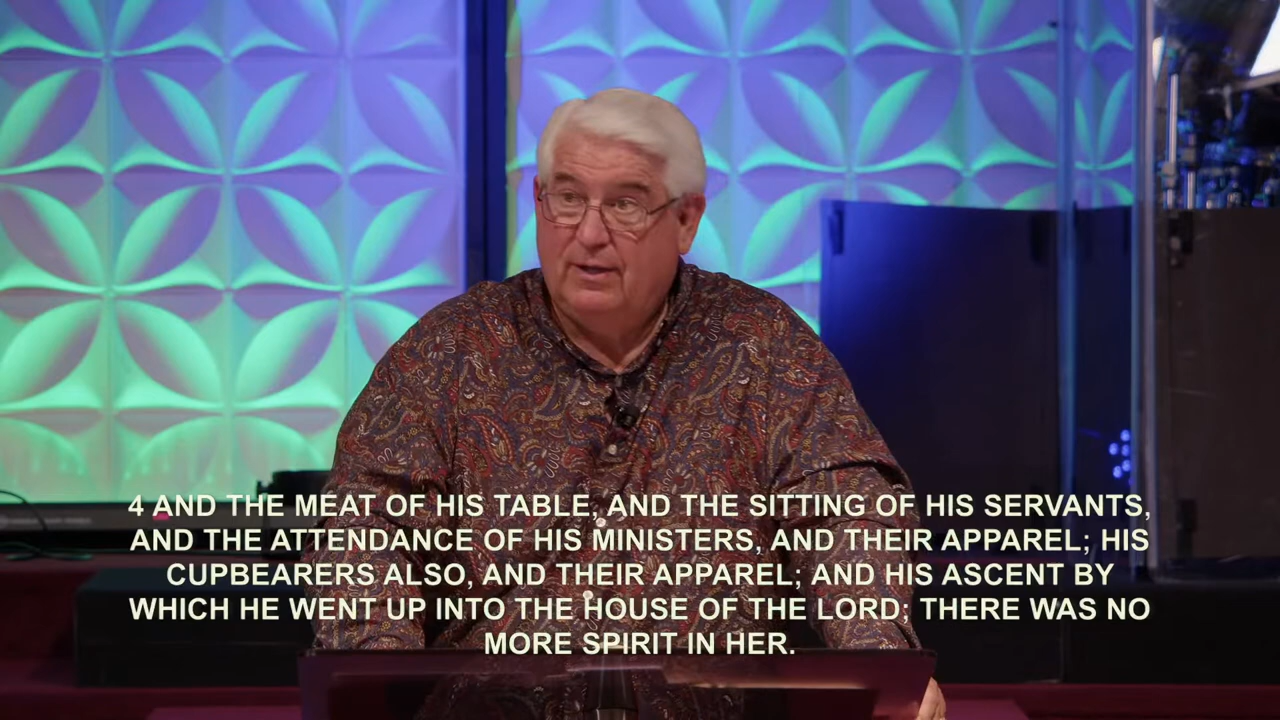 4 AND THE MEAT OF HIS TABLE, AND THE SITTING OF HIS SERVANTS,
AND THE ATTENDANCE OF HIS MINISTERS, AND THEIR APPAREL; HIS
CUPBEARERS ALSO, AND THEIR APPAREL; AND HIS ASCENT BY
WHICH HE WENT UP INTO THE HOUSE OF THE LORD; THERE WAS NO
MORE SPIRIT IN HER.